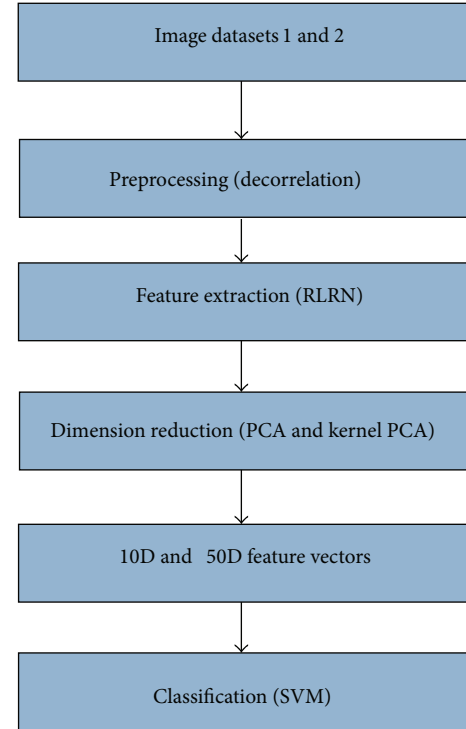 Image datasets 1 and 2
Preprocessing (decorrelation)
Feature extraction (RLRN)
Dimension reduction (PCA and kernel PCA)
10D and 50D feature vectors
Classification (SVM)